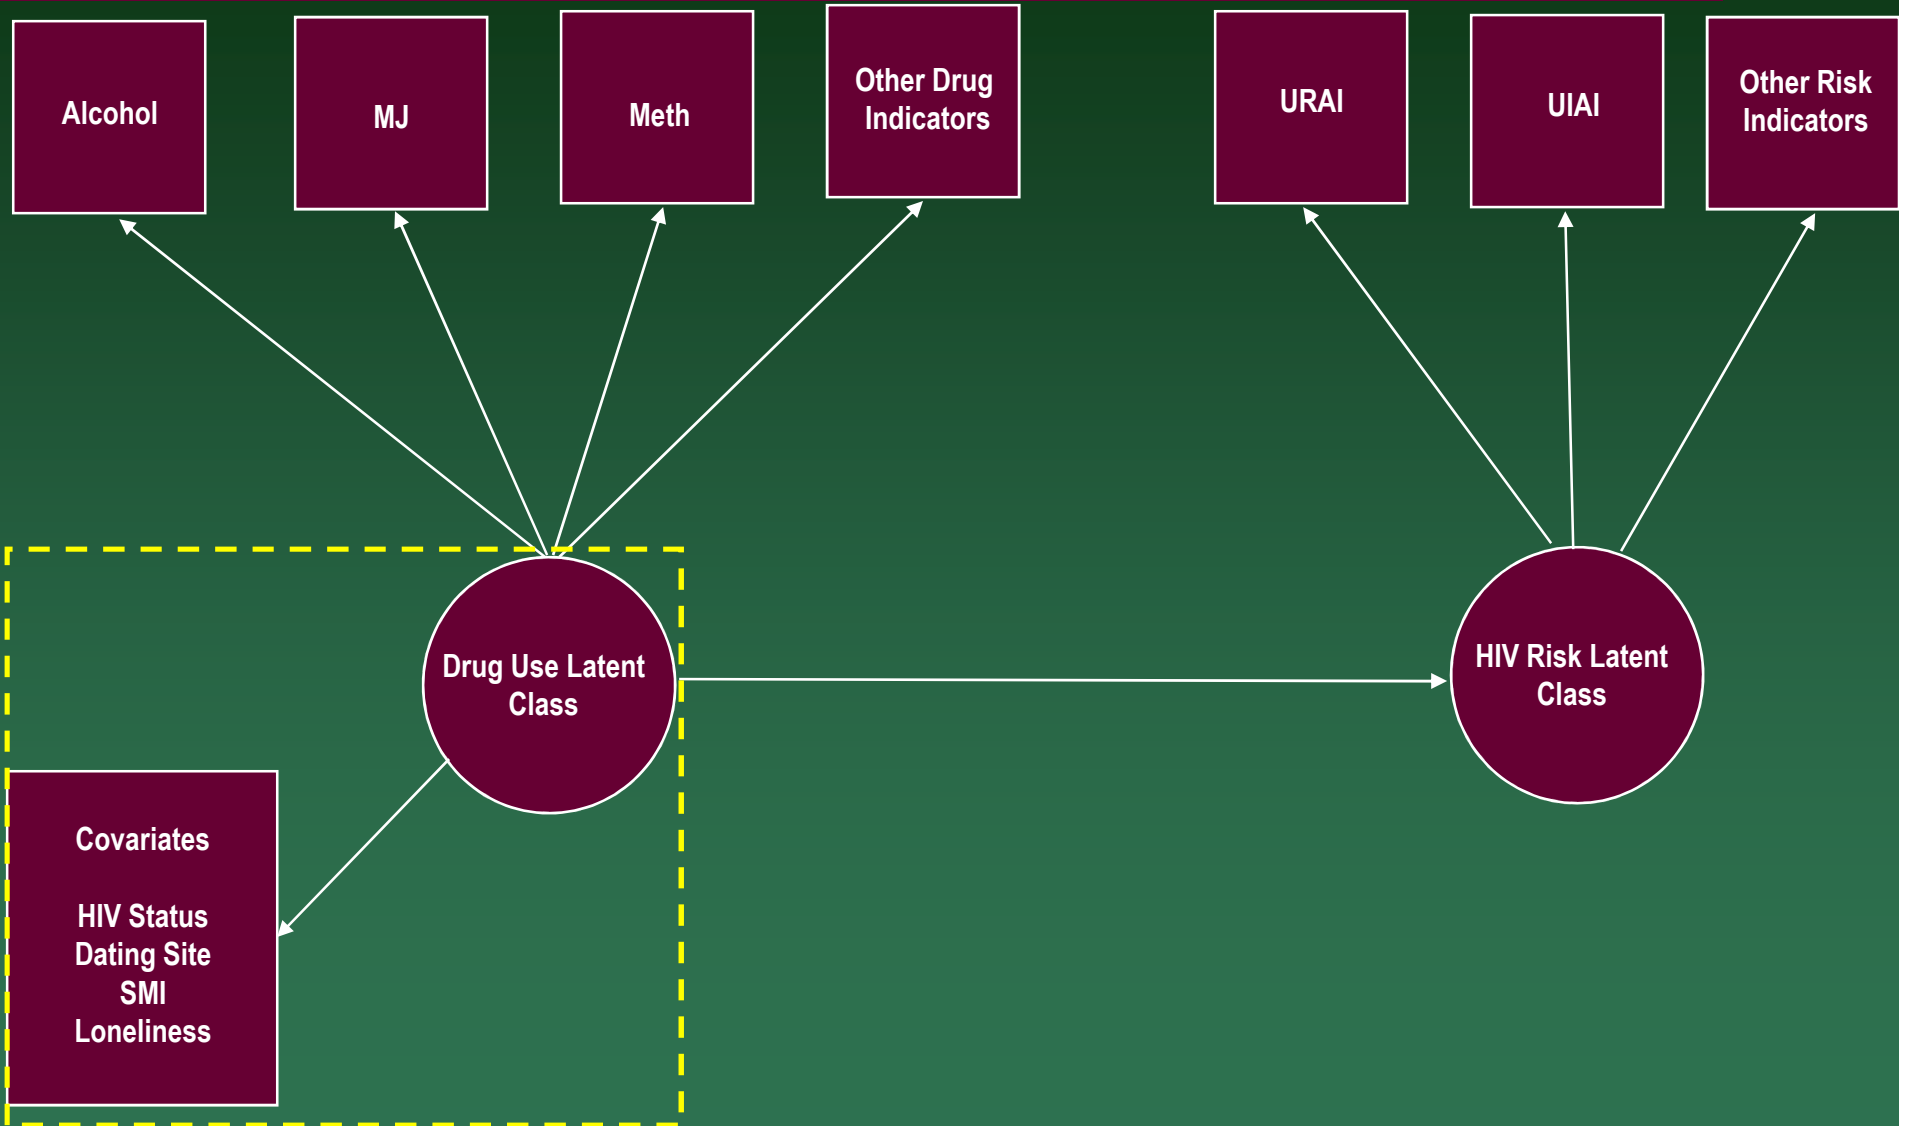 Alcohol
MJ
Meth
Other Drug
Indicators
URAI
UIAI
Other Risk
Indicators
Drug Use Latent
Class
HIV Risk Latent
Class
Covariates
HIV Status
Dating Site
SMI
Loneliness